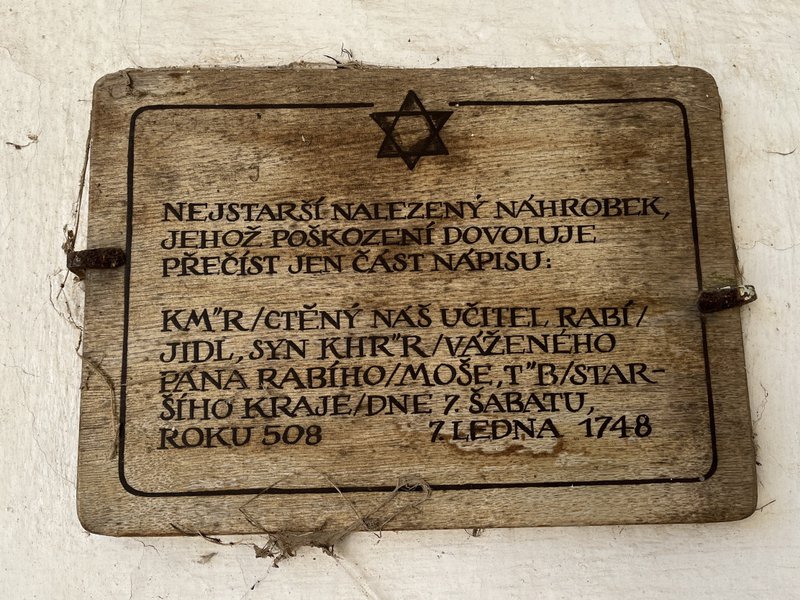 NEJSTARŠÍ NALEZENÝ NÁHROBEK,
JEHOŽ POŠKOZENÍ DOVOLUJE
PŘEČÍST JEN ČÁST NÁPISU:
KM"R/CTĚNÝ NÁŠ UČITEL RABÍ/
JIDL, SYN KHR"R/VÁŽENÉHO
PÁNA RABÍHO/MOŠE, T"B/STAR-
ŠÍHO KRAJE/DNE 7. ŠABATU,
ROKU 508 7. LEDNA 1748